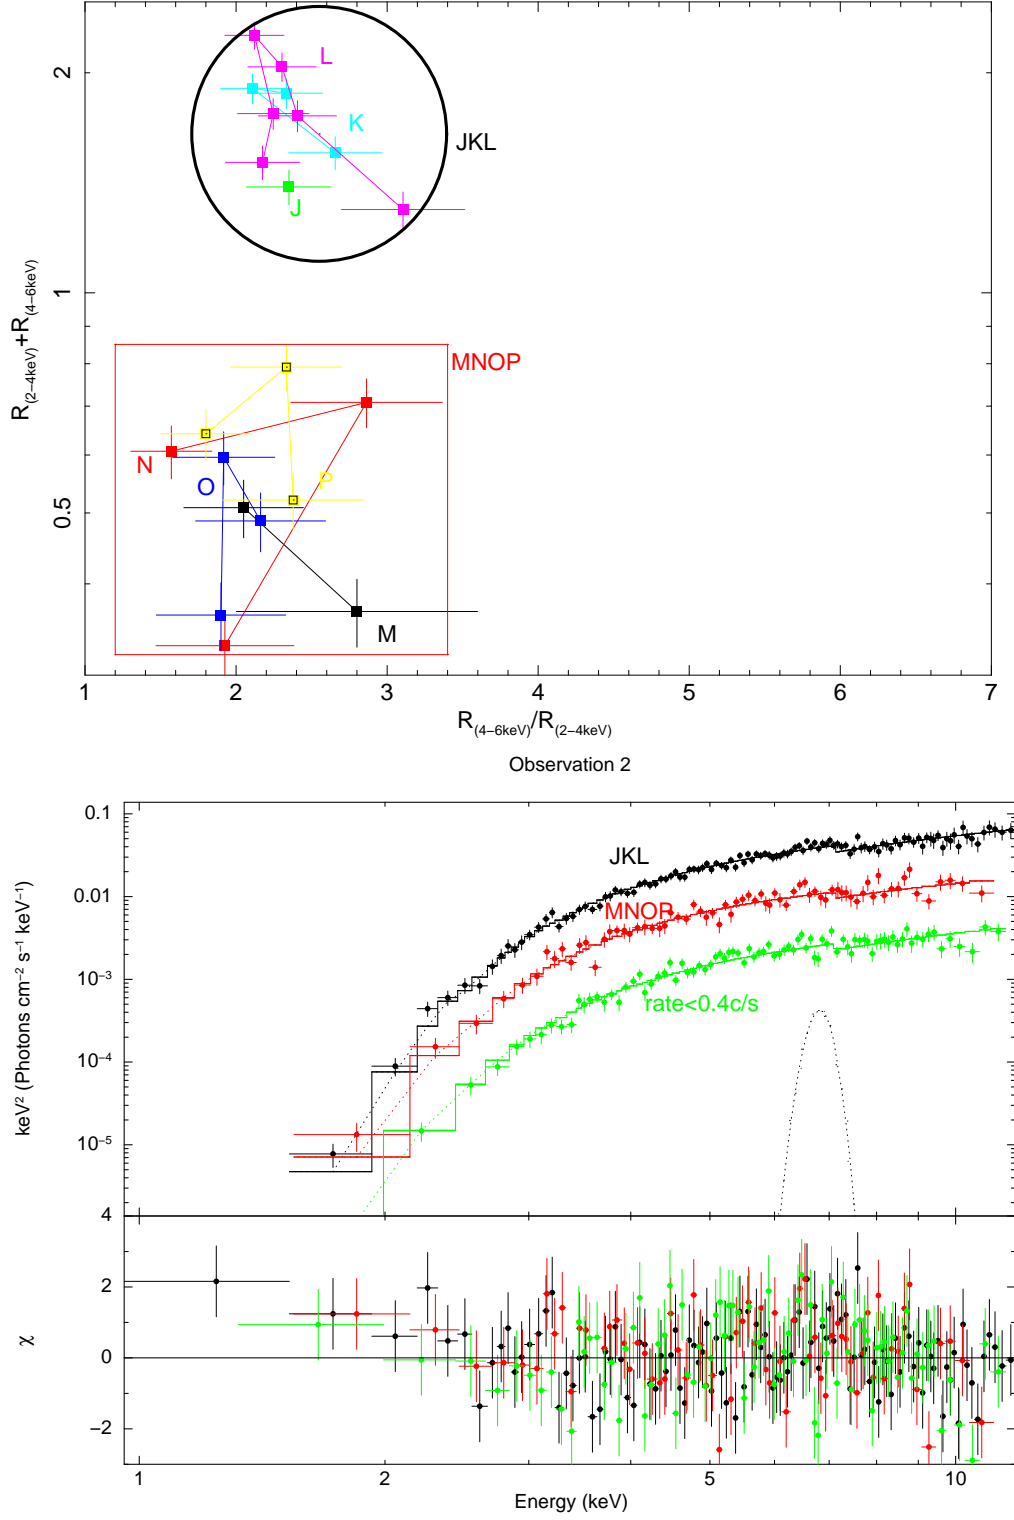 2
1
0.5
R(2−4keV)+R(4−6keV)
L
K
JKL
J
MNOP
N
O
P
M
1 2 3 4 5 6 7
R(4−6keV)/R(2−4keV)
Observation 2
0.1
0.01
10⁻³
10⁻⁴
10⁻⁵
keV² (Photons cm⁻² s⁻¹ keV⁻¹)
JKL
MNOP
rate<0.4c/s
4
2
0
−2
χ
1 2 5 10
Energy (keV)